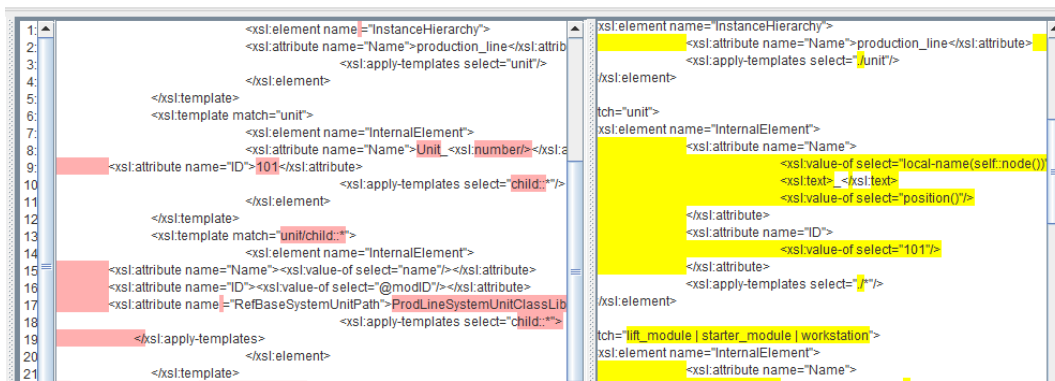 1: <xsl:element name ="InstanceHierarchy">
2: <xsl:attribute name="Name">production_line</xsl:attrib
3: <xsl:apply-templates select="unit"/>
4: </xsl:element>
5: </xsl:template>
6: <xsl:template match="unit">
7: <xsl:element name="InternalElement">
8: <xsl:attribute name="Name">Unit_<xsl:number/></xsl:a
9: <xsl:attribute name="ID">101</xsl:attribute>
10 <xsl:apply-templates select="child::*"/>
11 </xsl:element>
12 </xsl:template>
13 <xsl:template match="unit/child::*">
14 <xsl:element name="InternalElement">
15 <xsl:attribute name="Name"><xsl:value-of select="name"/></xsl:attribute>
16 <xsl:attribute name="ID"><xsl:value-of select="@modID"/></xsl:attribute>
17 <xsl:attribute name ="RefBaseSystemUnitPath">ProdLineSystemUnitClassLib
18 <xsl:apply-templates select="child::*">
19 </xsl:apply-templates>
20 </xsl:element>
21 </xsl:template>
xsl:element name="InstanceHierarchy">
<xsl:attribute name="Name">production_line</xsl:attribute>
<xsl:apply-templates select="./unit"/>
/xsl:element>
tch="unit">
xsl:element name="InternalElement">
<xsl:attribute name="Name">
<xsl:value-of select="local-name(self::node())"
<xsl:text>_</xsl:text>
<xsl:value-of select="position()"/>
</xsl:attribute>
<xsl:attribute name="ID">
<xsl:value-of select="101"/>
</xsl:attribute>
<xsl:apply-templates select="./*"/>
/xsl:element>
tch="lift_module | starter_module | workstation">
xsl:element name="InternalElement">
<xsl:attribute name="Name">